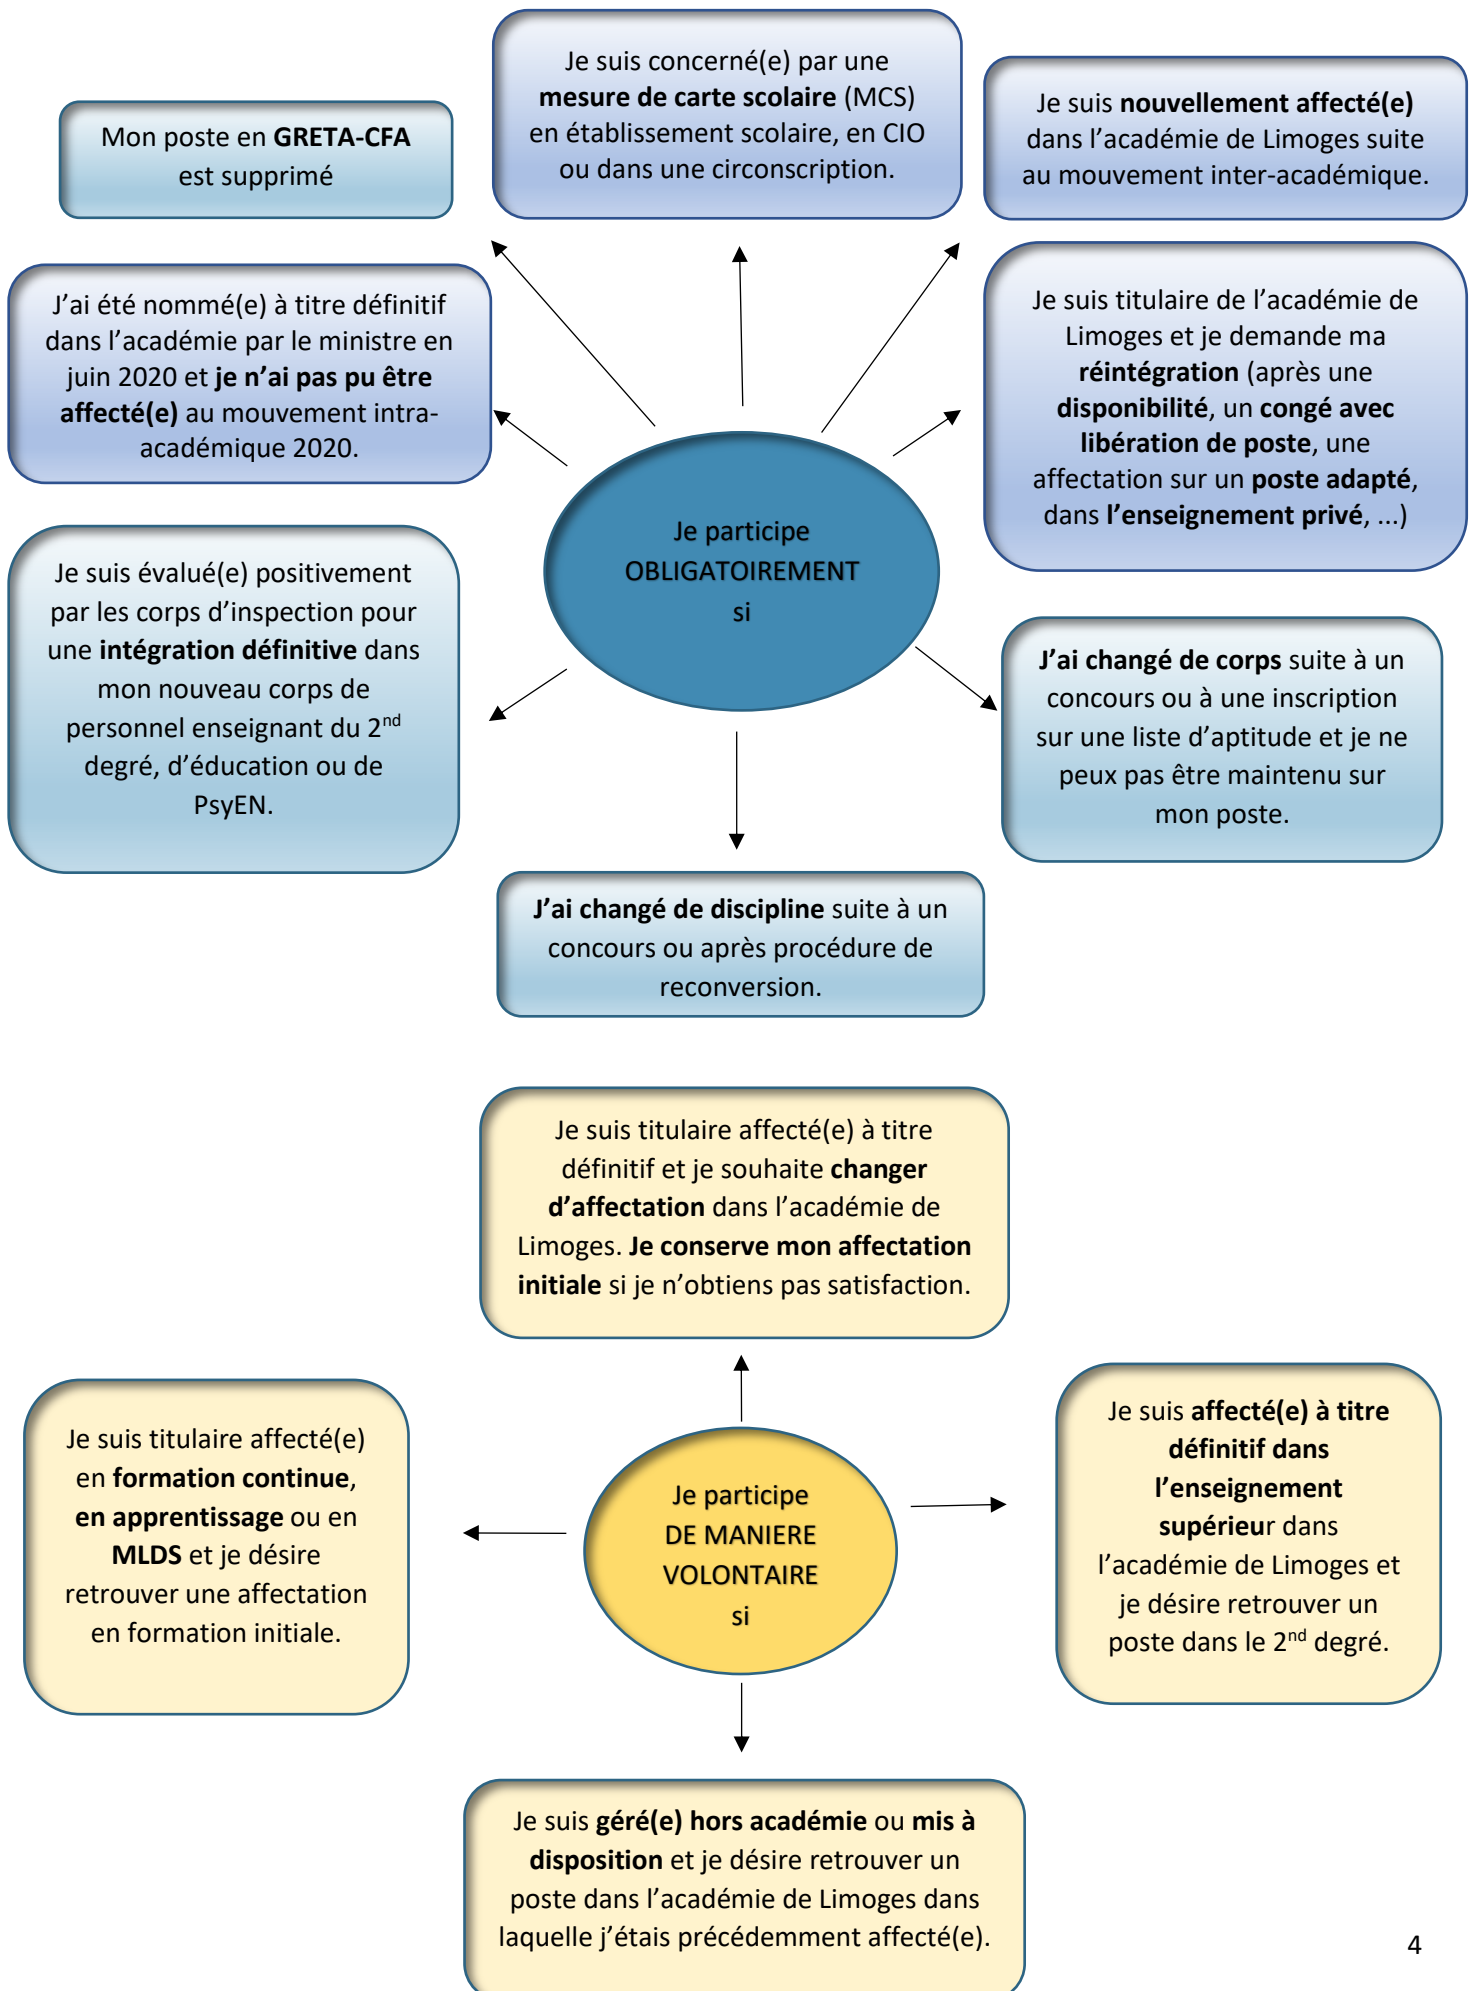 Mon poste en GRETA-CFA
est supprimé
Je suis concerné(e) par une
mesure de carte scolaire (MCS)
en établissement scolaire, en CIO
ou dans une circonscription.
Je suis nouvellement affecté(e)
dans l’académie de Limoges suite
au mouvement inter-académique.
J’ai été nommé(e) à titre définitif
dans l’académie par le ministre en
juin 2020 et je n’ai pas pu être
affecté(e) au mouvement intra-
académique 2020.
Je suis titulaire de l’académie de
Limoges et je demande ma
réintégration (après une
disponibilité, un congé avec
libération de poste, une
affectation sur un poste adapté,
dans l’enseignement privé, ...)
Je participe
OBLIGATOIREMENT
si
Je suis évalué(e) positivement
par les corps d’inspection pour
une intégration définitive dans
mon nouveau corps de
personnel enseignant du 2nd
degré, d’éducation ou de
PsyEN.
J’ai changé de corps suite à un
concours ou à une inscription
sur une liste d’aptitude et je ne
peux pas être maintenu sur
mon poste.
J’ai changé de discipline suite à un
concours ou après procédure de
reconversion.
Je suis titulaire affecté(e) à titre
définitif et je souhaite changer
d’affectation dans l’académie de
Limoges. Je conserve mon affectation
initiale si je n’obtiens pas satisfaction.
Je suis titulaire affecté(e)
en formation continue,
en apprentissage ou en
MLDS et je désire
retrouver une affectation
en formation initiale.
Je participe
DE MANIERE
VOLONTAIRE
si
Je suis affecté(e) à titre
définitif dans
l’enseignement
supérieur dans
l’académie de Limoges et
je désire retrouver un
poste dans le 2nd degré.
Je suis géré(e) hors académie ou mis à
disposition et je désire retrouver un
poste dans l’académie de Limoges dans
laquelle j’étais précédemment affecté(e).
4